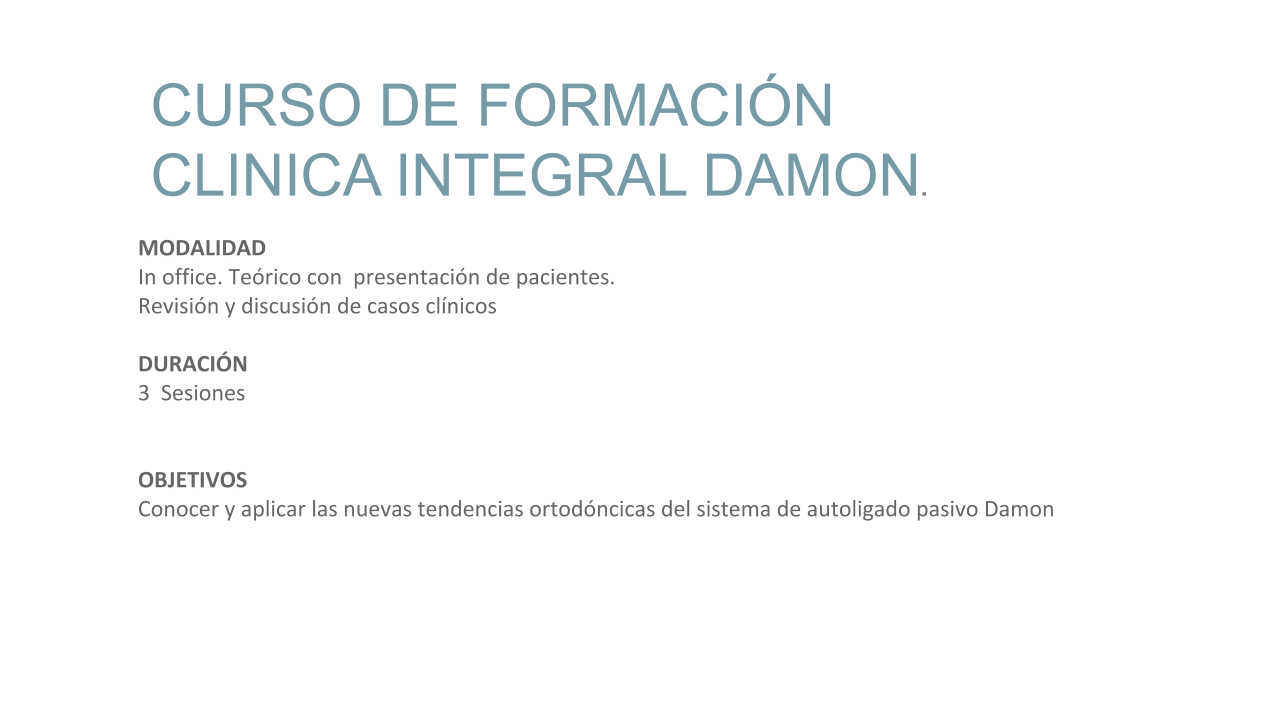 CURSO DE FORMACIÓN
CLINICA INTEGRAL DAMON.
MODALIDAD
In office. Teórico con  presentación de pacientes.
Revisión y discusión de casos clínicos
DURACIÓN
3  Sesiones
OBJETIVOS
Conocer y aplicar las nuevas tendencias ortodóncicas del sistema de autoligado pasivo Damon